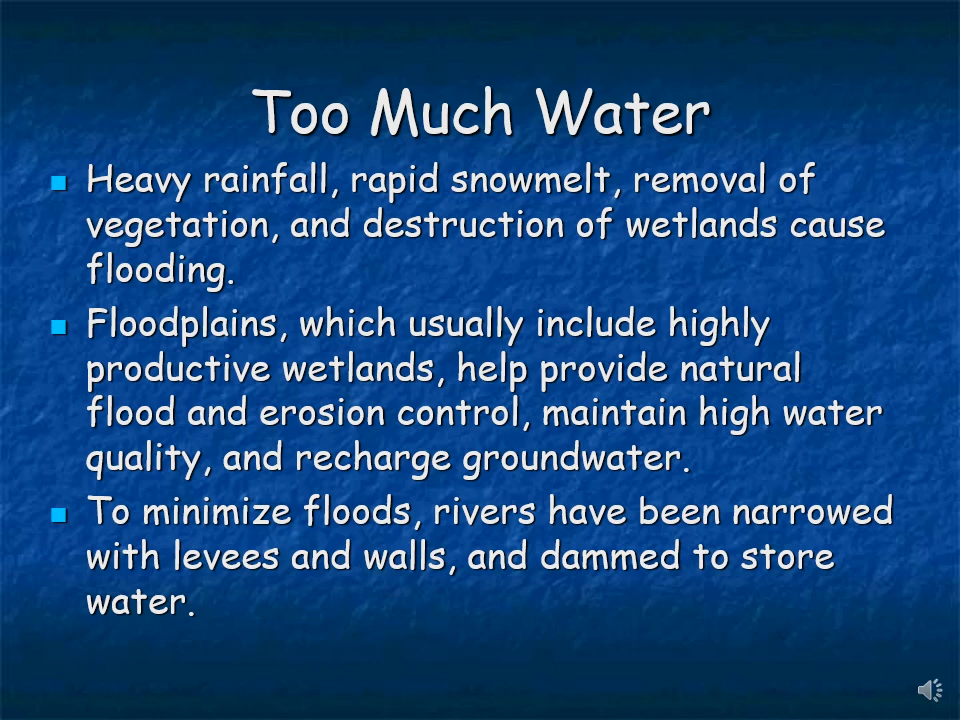 Too Much Water
Heavy rainfall, rapid snowmelt, removal of
vegetation, and destruction of wetlands cause
flooding.
Floodplains, which usually include highly
productive wetlands, help provide natural
flood and erosion control, maintain high water
quality, and recharge groundwater.
To minimize floods, rivers have been narrowed
with levees and walls, and dammed to store
water.